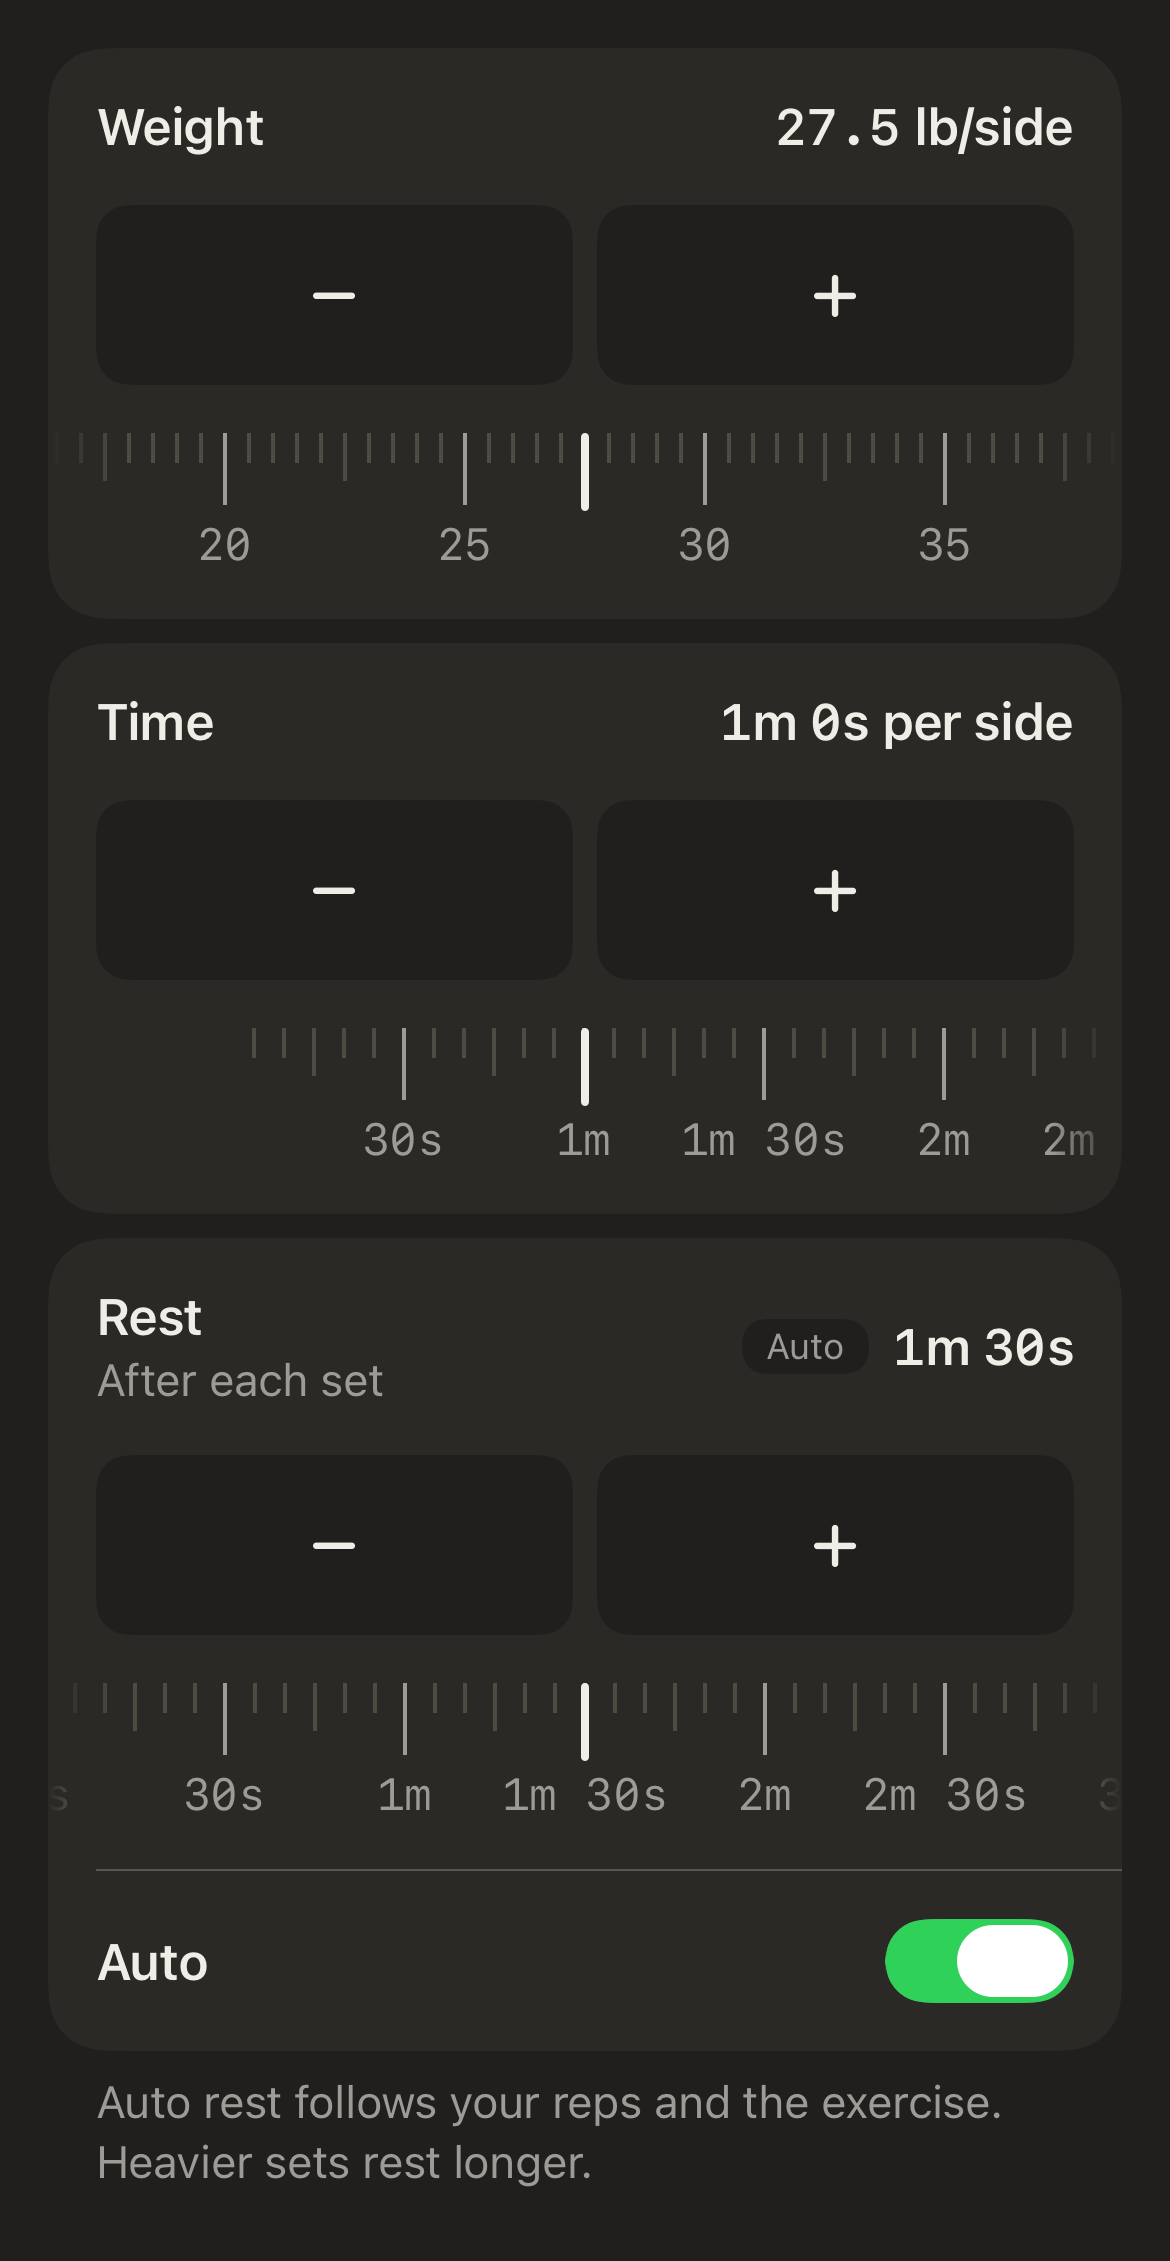 Weight 27.5 lb/side
− +
20 25 30 35
Time 1m 0s per side
− +
30s 1m 1m 30s 2m 2m
Rest
After each set
Auto 1m 30s
− +
s 30s 1m 1m 30s 2m 2m 30s 3
Auto
Auto rest follows your reps and the exercise.
Heavier sets rest longer.